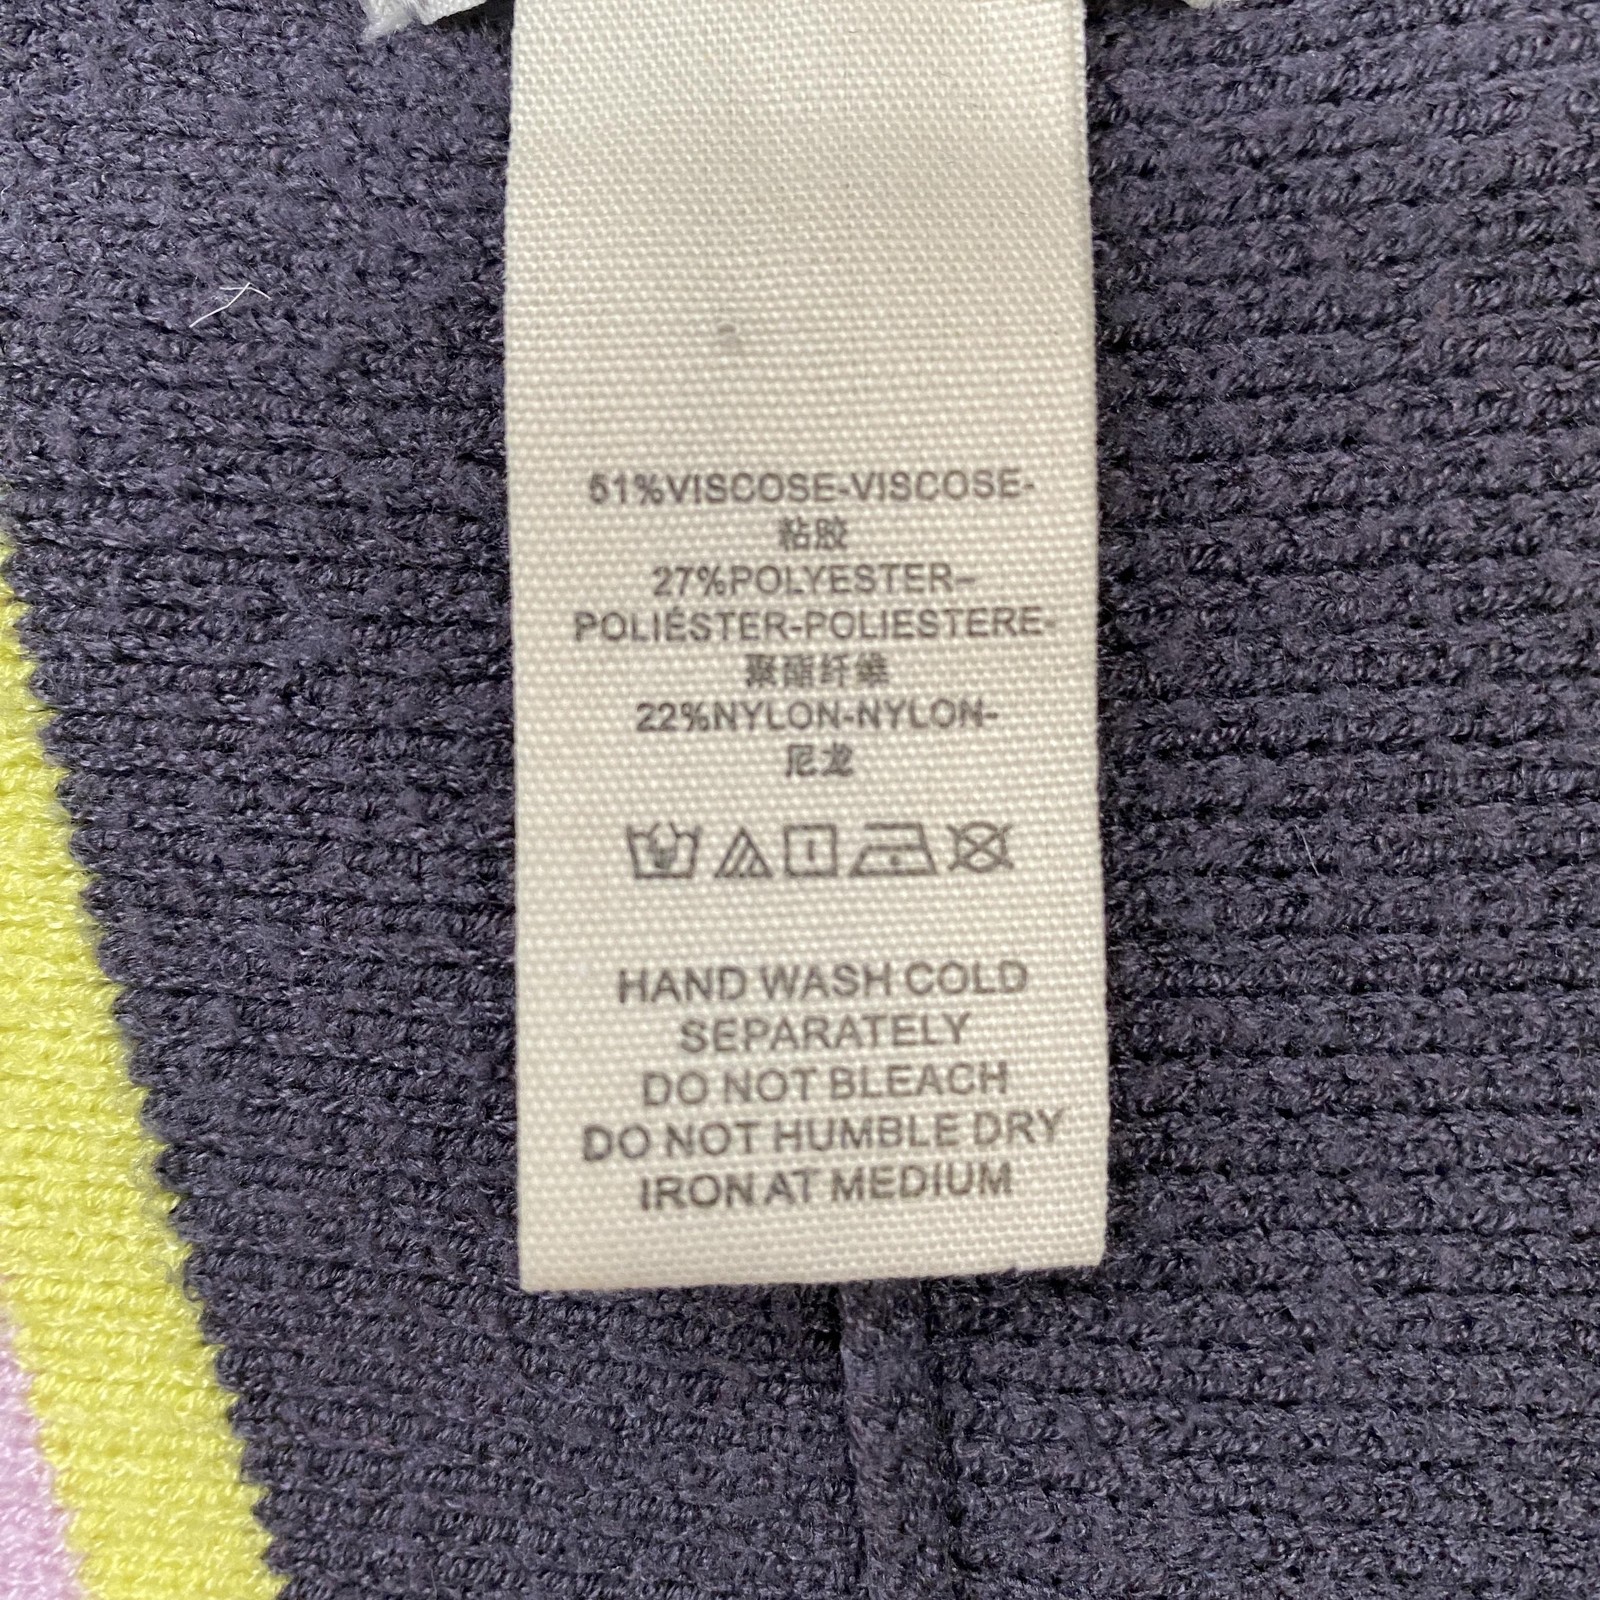 51%VISCOSE-VISCOSE-
粘胶
27%POLYESTER–
POLIÉSTER-POLIESTERE-
聚酯纤维
22%NYLON-NYLON-
尼龙
HAND WASH COLD
SEPARATELY
DO NOT BLEACH
DO NOT HUMBLE DRY
IRON AT MEDIUM